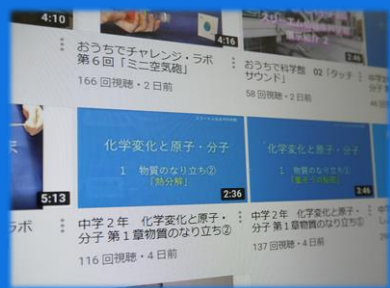 4:10
4:16
2:46
おうちでチャレンジ・ラボ
第6回「ミニ空気砲」
166 回視聴・2 日前
おうちで科学館 02「タッチ
サウンド」
58 回視聴・2 日前
化学変化と原子・分子
1 物質のなり立ち②
「熱分解」
2:36
化学変化と原子・分子
1 物質のなり立ち①
3:46
5:13
ラボ
中学2年 化学変化と原子・
分子 第1章物質のなり立ち②
116 回視聴・4 日前
中学2年 化学変化と原子・
分子 第1章物質のなり立ち①
137 回視聴・4 日前